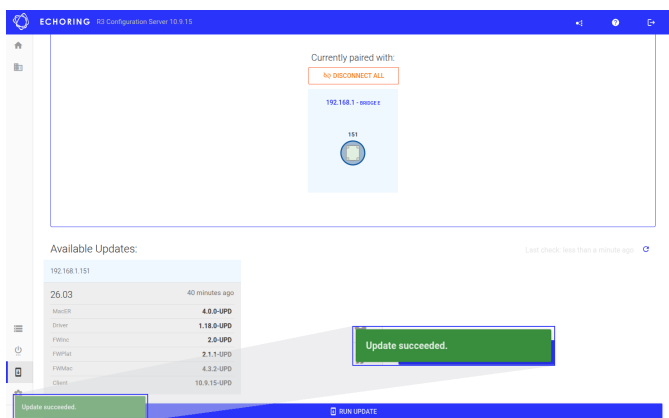 ECHORING R3 Configuration Server 10.9.15
Currently paired with:
DISCONNECT ALL
192.168.1 - BRIDGE E
151
Available Updates:
Last check: less than a minute ago
192.168.1.151
26.03 40 minutes ago
MacER 4.0.0-UPD
Driver 1.18.0-UPD
FWinc 2.0-UPD
FWPlat 2.1.1-UPD
FWMac 4.3.2-UPD
Client 10.9.15-UPD
Update succeeded.
Update succeeded.
RUN UPDATE